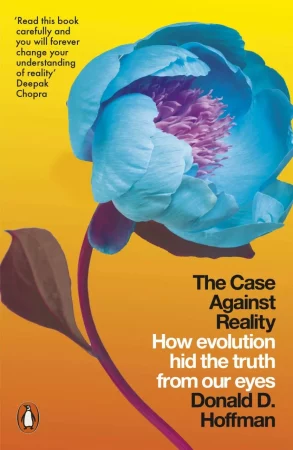 'Read this book
carefully and
you will forever
change your
understanding
of reality'
Deepak
Chopra
The Case
Against
Reality
How evolution
hid the truth
from our eyes
Donald D.
Hoffman